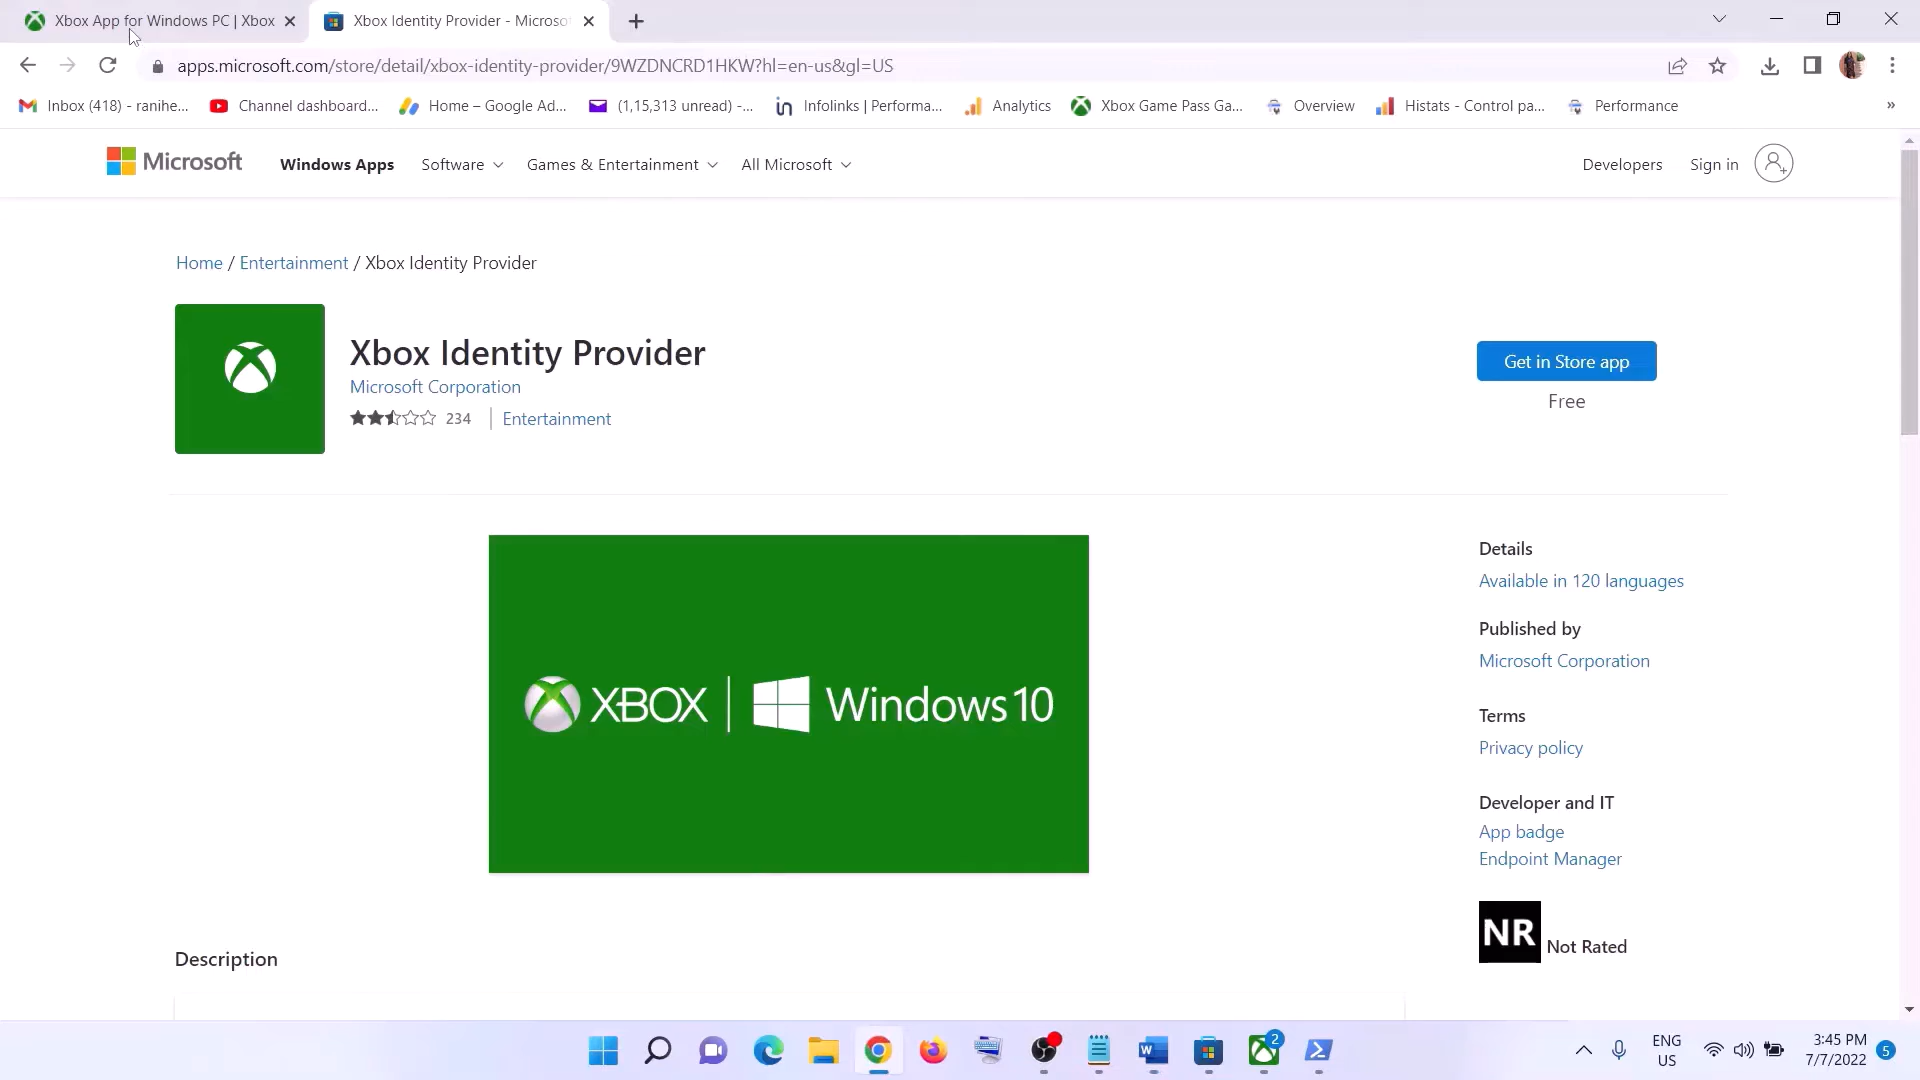 Xbox App for Windows PC | Xbox
Xbox Identity Provider - Microso
apps.microsoft.com/store/detail/xbox-identity-provider/9WZDNCRD1HKW?hl=en-us&gl=US
Inbox (418) - ranihe...
Channel dashboard...
Home – Google Ad...
(1,15,313 unread) -...
Infolinks | Performa...
Analytics
Xbox Game Pass Ga...
Overview
Histats - Control pa...
Performance
»
Microsoft
Windows Apps
Software
Games & Entertainment
All Microsoft
Developers
Sign in
Home / Entertainment / Xbox Identity Provider
Xbox Identity Provider
Microsoft Corporation
234
Entertainment
Get in Store app
Free
XBOX | Windows 10
Details
Available in 120 languages
Published by
Microsoft Corporation
Terms
Privacy policy
Developer and IT
App badge
Endpoint Manager
NR
Not Rated
Description
2
ENG
US
3:45 PM
7/7/2022
5